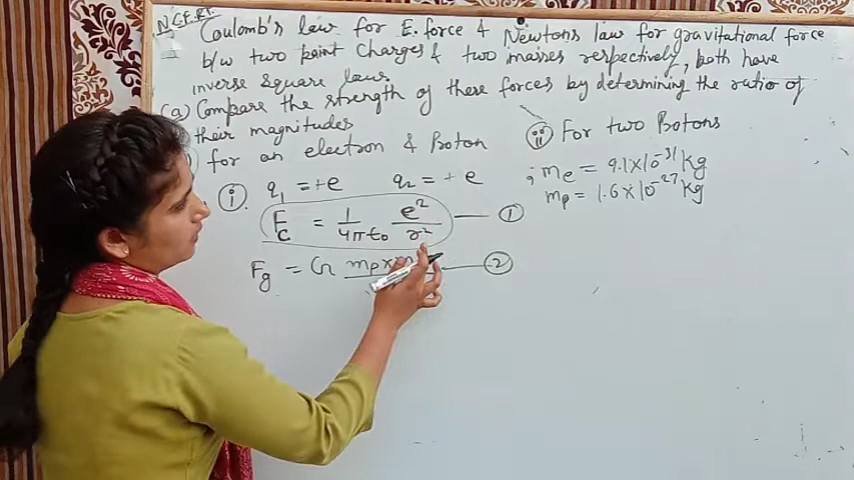 NCERT
Coulomb's law for E.force & Newtons law for gravitational force
b/w two point Charges & two masses respectively, both have
inverse square laws.
(a) Compare the strength of these forces by determining the ratio of
their magnitudes
(i) for an electron & Proton (ii) For two Protons
(i). q₁ = +e q₂ = +e ; mₑ = 9.1×10⁻³¹ Kg
mₚ = 1.6×10⁻²⁷ Kg
F_C = 1/4πε₀ e²/r² — (1)
F_g = G mₚ×m — (2)